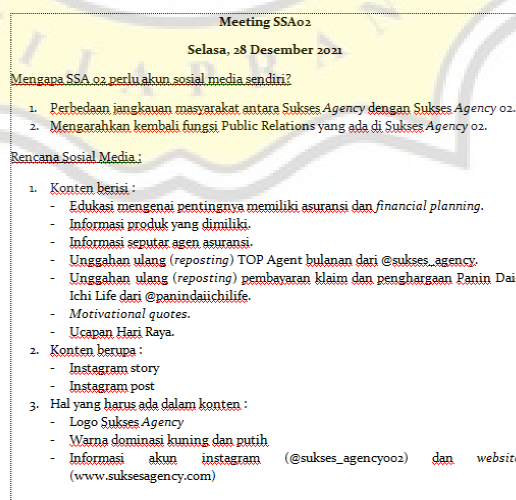 Meeting SSA02
Selasa, 28 Desember 2021
Mengapa SSA 02 perlu akun sosial media sendiri?
1. Perbedaan jangkauan masyarakat antara Sukses Agency dengan Sukses Agency 02.
2. Mengarahkan kembali fungsi Public Relations yang ada di Sukses Agency 02.
Rencana Sosial Media :
1. Konten berisi :
- Edukasi mengenai pentingnya memiliki asuransi dan financial planning.
- Informasi produk yang dimiliki.
- Informasi seputar agen asuransi.
- Unggahan ulang (reposting) TOP Agent bulanan dari @sukses_agency.
- Unggahan ulang (reposting) pembayaran klaim dan penghargaan Panin Dai
Ichi Life dari @panindaiichilife.
- Motivational quotes.
- Ucapan Hari Raya.
2. Konten berupa :
- Instagram story
- Instagram post
3. Hal yang harus ada dalam konten :
- Logo Sukses Agency
- Warna dominasi kuning dan putih
- Informasi akun instagram (@sukses_agency002) dan website
(www.suksesagency.com)